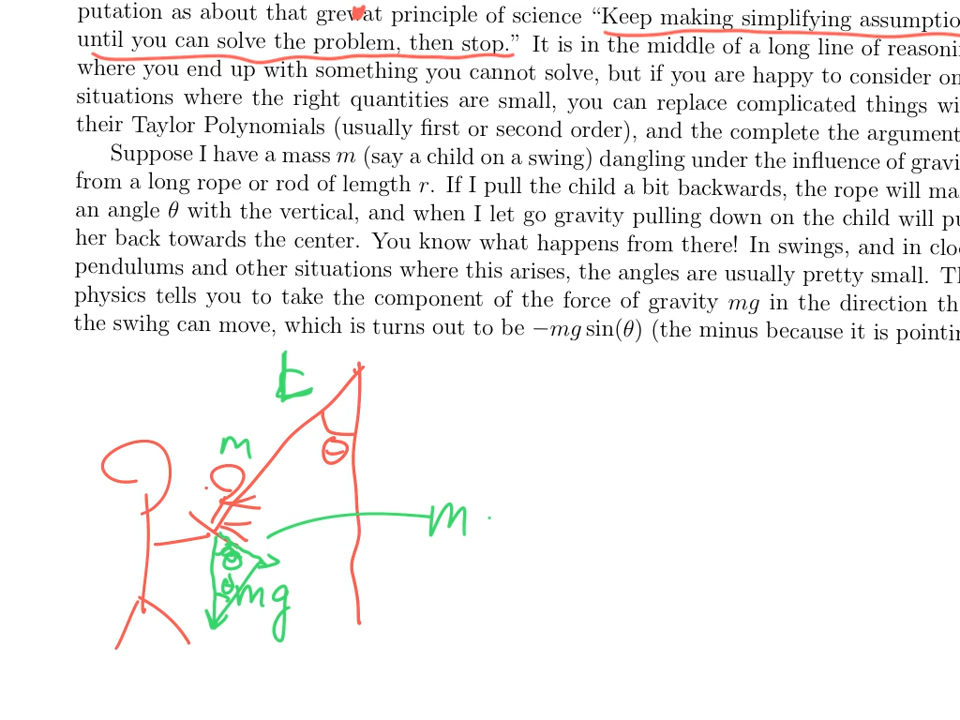 putation as about that grewat principle of science “Keep making simplifying assumptio
until you can solve the problem, then stop.” It is in the middle of a long line of reasoni
where you end up with something you cannot solve, but if you are happy to consider on
situations where the right quantities are small, you can replace complicated things wi
their Taylor Polynomials (usually first or second order), and the complete the argument
Suppose I have a mass m (say a child on a swing) dangling under the influence of gravi
from a long rope or rod of lemgth r. If I pull the child a bit backwards, the rope will ma
an angle θ with the vertical, and when I let go gravity pulling down on the child will pu
her back towards the center. You know what happens from there! In swings, and in cloc
pendulums and other situations where this arises, the angles are usually pretty small. Th
physics tells you to take the component of the force of gravity mg in the direction th
the swihg can move, which is turns out to be −mg sin(θ) (the minus because it is pointin
m
θ
m
θ
θ
mg